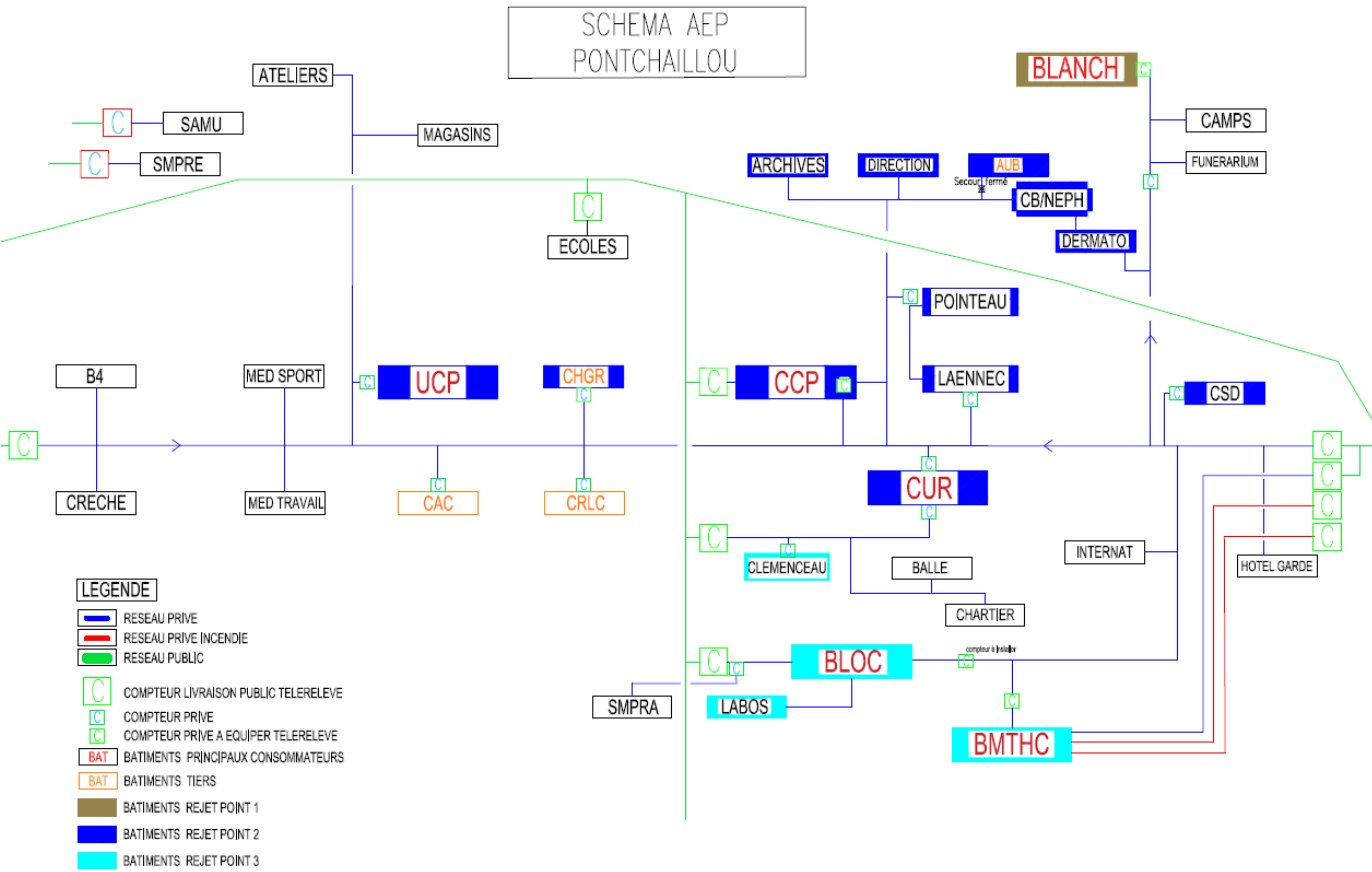 SCHEMA AEP
PONTCHAILLOU
ATELIERS
BLANCH
C
C
SAMU
MAGASINS
CAMPS
C
SMPRE
ARCHIVES
DIRECTION
AUB
FUNERARIUM
Secour fermé
C
C
CB/NEPH
ECOLES
DERMATO
C
POINTEAU
B4
MED SPORT
C
UCP
CHGR
C
C
CCP
C
LAENNEC
C
C
CSD
C
C
C
C
CRECHE
MED TRAVAIL
C
CAC
C
CRLC
CUR
C
C
C
C
C
C
CLEMENCEAU
BALLE
INTERNAT
HOTEL GARDE
CHARTIER
LEGENDE
RESEAU PRIVE
RESEAU PRIVE INCENDIE
RESEAU PUBLIC
C
C
BLOC
compteur à installer
C
C COMPTEUR LIVRAISON PUBLIC TELERELEVE
SMPRA
LABOS
C
C COMPTEUR PRIVE
C COMPTEUR PRIVE A EQUIPER TELERELEVE
BMTHC
BAT BATIMENTS PRINCIPAUX CONSOMMATEURS
BAT BATIMENTS TIERS
BATIMENTS REJET POINT 1
BATIMENTS REJET POINT 2
BATIMENTS REJET POINT 3